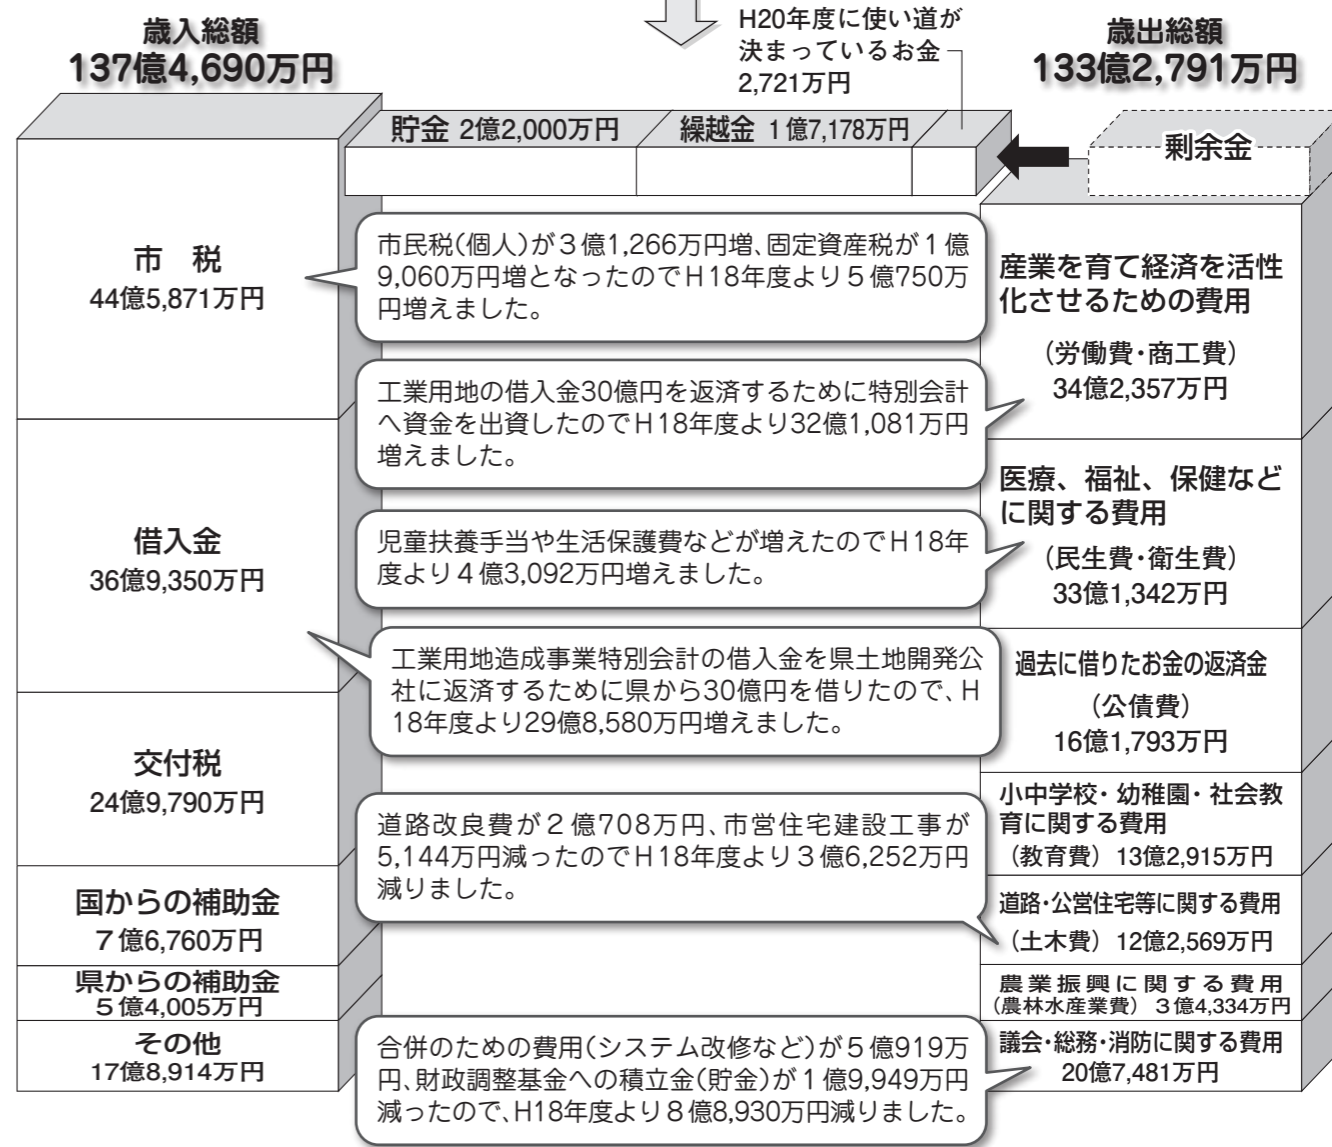 歳入総額
137億4,690万円
H20年度に使い道が
決まっているお金
2,721万円
歳出総額
133億2,791万円
貯金 2億2,000万円
繰越金 1億7,178万円
剰余金
市 税
44億5,871万円
借入金
36億9,350万円
交付税
24億9,790万円
国からの補助金
7億6,760万円
県からの補助金
5億4,005万円
その他
17億8,914万円
市民税(個人)が3億1,266万円増、固定資産税が1億
9,060万円増となったのでH18年度より5億750万
円増えました。
工業用地の借入金30億円を返済するために特別会計
へ資金を出資したのでH18年度より32億1,081万円
増えました。
児童扶養手当や生活保護費などが増えたのでH18年
度より4億3,092万円増えました。
工業用地造成事業特別会計の借入金を県土地開発公
社に返済するために県から30億円を借りたので、H
18年度より29億8,580万円増えました。
道路改良費が2億708万円、市営住宅建設工事が
5,144万円減ったのでH18年度より3億6,252万円
減りました。
合併のための費用(システム改修など)が5億919万
円、財政調整基金への積立金(貯金)が1億9,949万円
減ったので、H18年度より8億8,930万円減りました。
産業を育て経済を活性
化させるための費用
(労働費・商工費)
34億2,357万円
医療、福祉、保健など
に関する費用
(民生費・衛生費)
33億1,342万円
過去に借りたお金の返済金
(公債費)
16億1,793万円
小中学校・幼稚園・社会教
育に関する費用
(教育費) 13億2,915万円
道路・公営住宅等に関する費用
(土木費) 12億2,569万円
農業振興に関する費用
(農林水産業費) 3億4,334万円
議会・総務・消防に関する費用
20億7,481万円